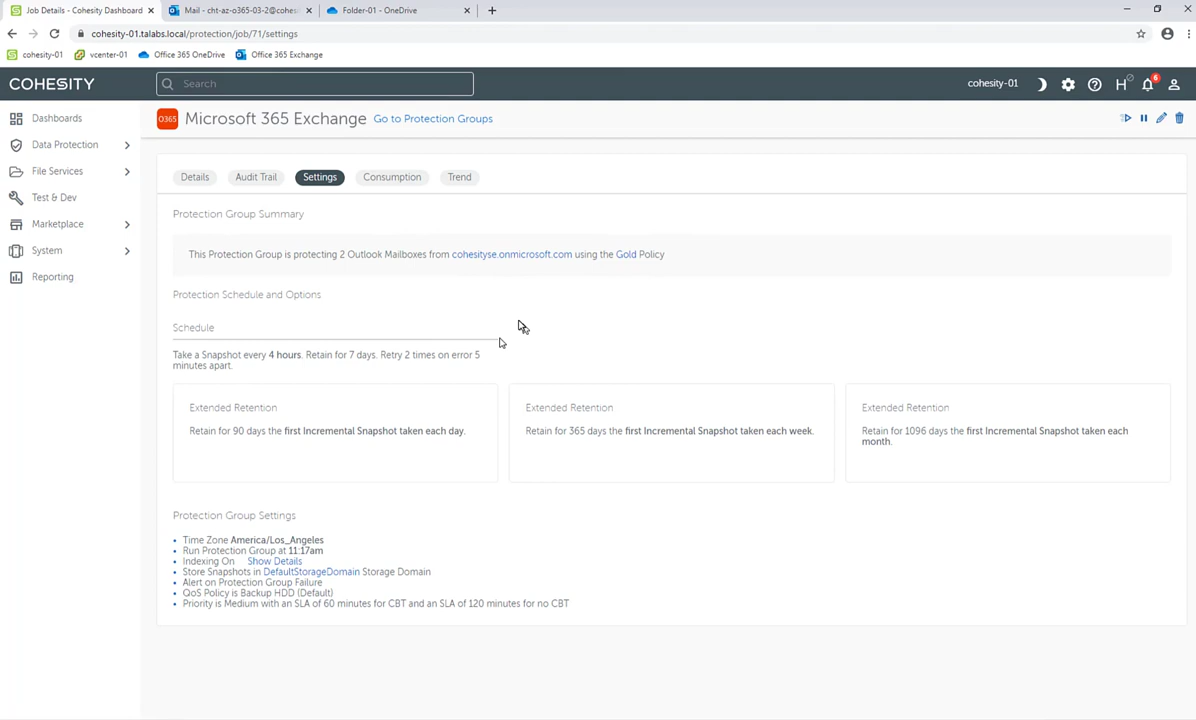 Job Details - Cohesity Dashboard
Mail - cht-az-o365-03-2@cohesi
Folder-01 - OneDrive
cohesity-01.talabs.local/protection/job/71/settings
cohesity-01
vcenter-01
Office 365 OneDrive
Office 365 Exchange
COHESITY
Search
cohesity-01
H
6
Dashboards
Data Protection
File Services
Test & Dev
Marketplace
System
Reporting
O365
Microsoft 365 Exchange
Go to Protection Groups
Details
Audit Trail
Settings
Consumption
Trend
Protection Group Summary
This Protection Group is protecting 2 Outlook Mailboxes from cohesityse.onmicrosoft.com using the Gold Policy
Protection Schedule and Options
Schedule
Take a Snapshot every 4 hours. Retain for 7 days. Retry 2 times on error 5
minutes apart.
Extended Retention
Retain for 90 days the first Incremental Snapshot taken each day.
Extended Retention
Retain for 365 days the first Incremental Snapshot taken each week.
Extended Retention
Retain for 1096 days the first Incremental Snapshot taken each
month.
Protection Group Settings
Time Zone America/Los_Angeles
Run Protection Group at 11:17am
Indexing On Show Details
Store Snapshots in DefaultStorageDomain Storage Domain
Alert on Protection Group Failure
QoS Policy is Backup HDD (Default)
Priority is Medium with an SLA of 60 minutes for CBT and an SLA of 120 minutes for no CBT